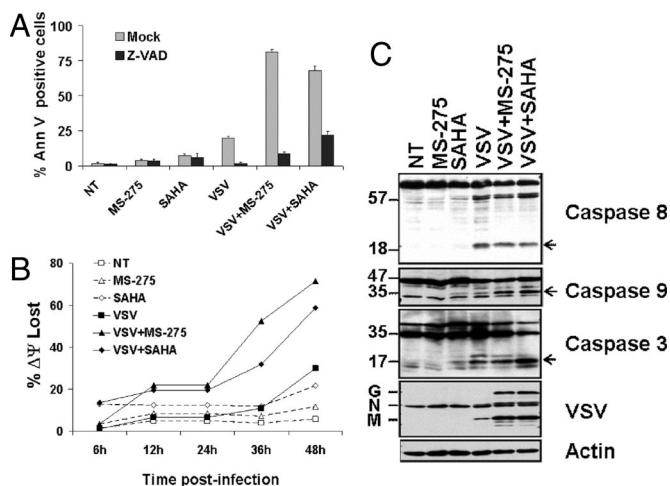 A
% Ann V positive cells
100
75
50
25
0
Mock
Z-VAD
NT
MS-275
SAHA
VSV
VSV+MS-275
VSV+SAHA
B
% ΔΨ Lost
80
60
40
20
0
NT
MS-275
SAHA
VSV
VSV+MS-275
VSV+SAHA
6h 12h 24h 36h 48h
Time post-infection
C
NT
MS-275
SAHA
VSV
VSV+MS-275
VSV+SAHA
57
18
Caspase 8
47
35
Caspase 9
35
17
Caspase 3
G
N
M
VSV
Actin